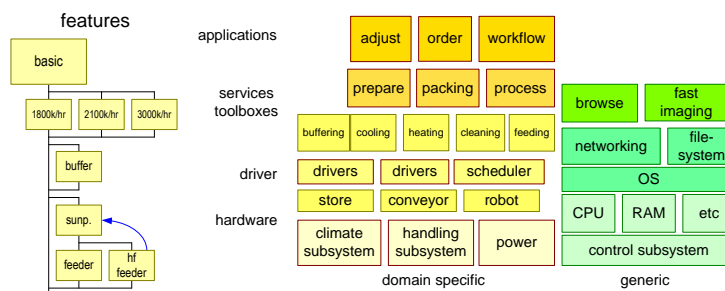 features
basic
1800k/hr 2100k/hr 3000k/hr
buffer
sunp.
feeder
hf
feeder
applications
adjust order workflow
services
toolboxes
prepare packing process
buffering cooling heating cleaning feeding
driver
drivers drivers scheduler
store conveyor robot
hardware
climate
subsystem
handling
subsystem
power
domain specific
browse
fast
imaging
networking
file-
system
OS
CPU RAM etc
control subsystem
generic